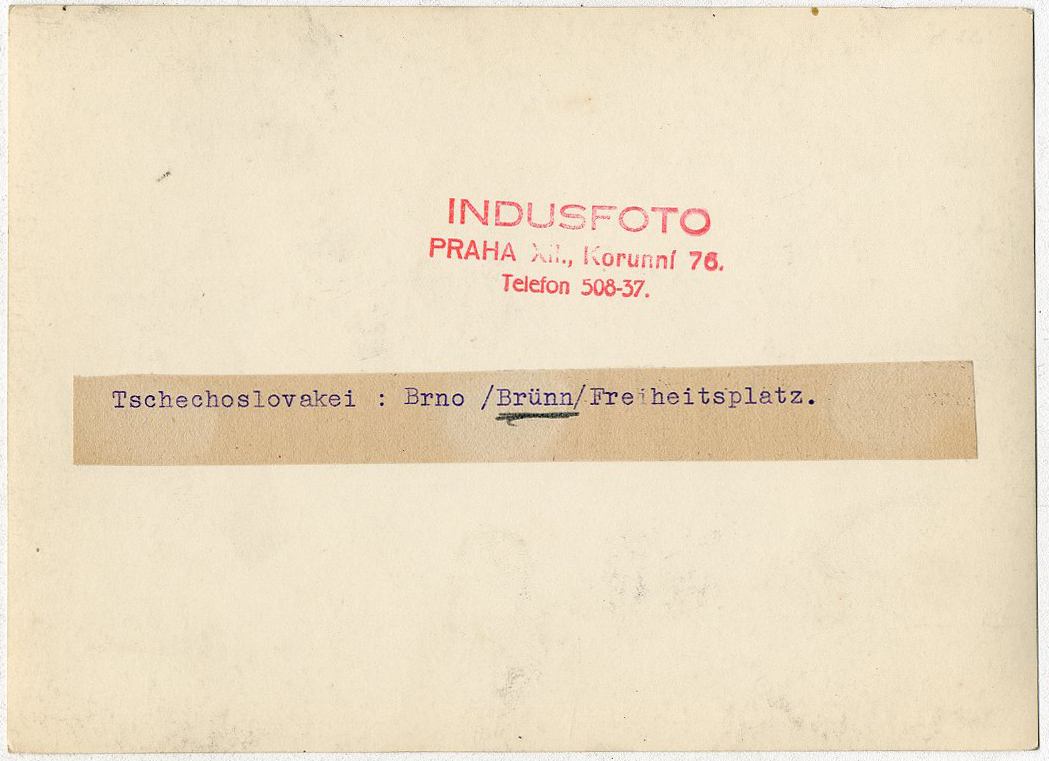 INDUSFOTO
PRAHA XII., Korunní 76.
Telefon 508-37.
Tschechoslovakei : Brno /Brünn/Freiheitsplatz.